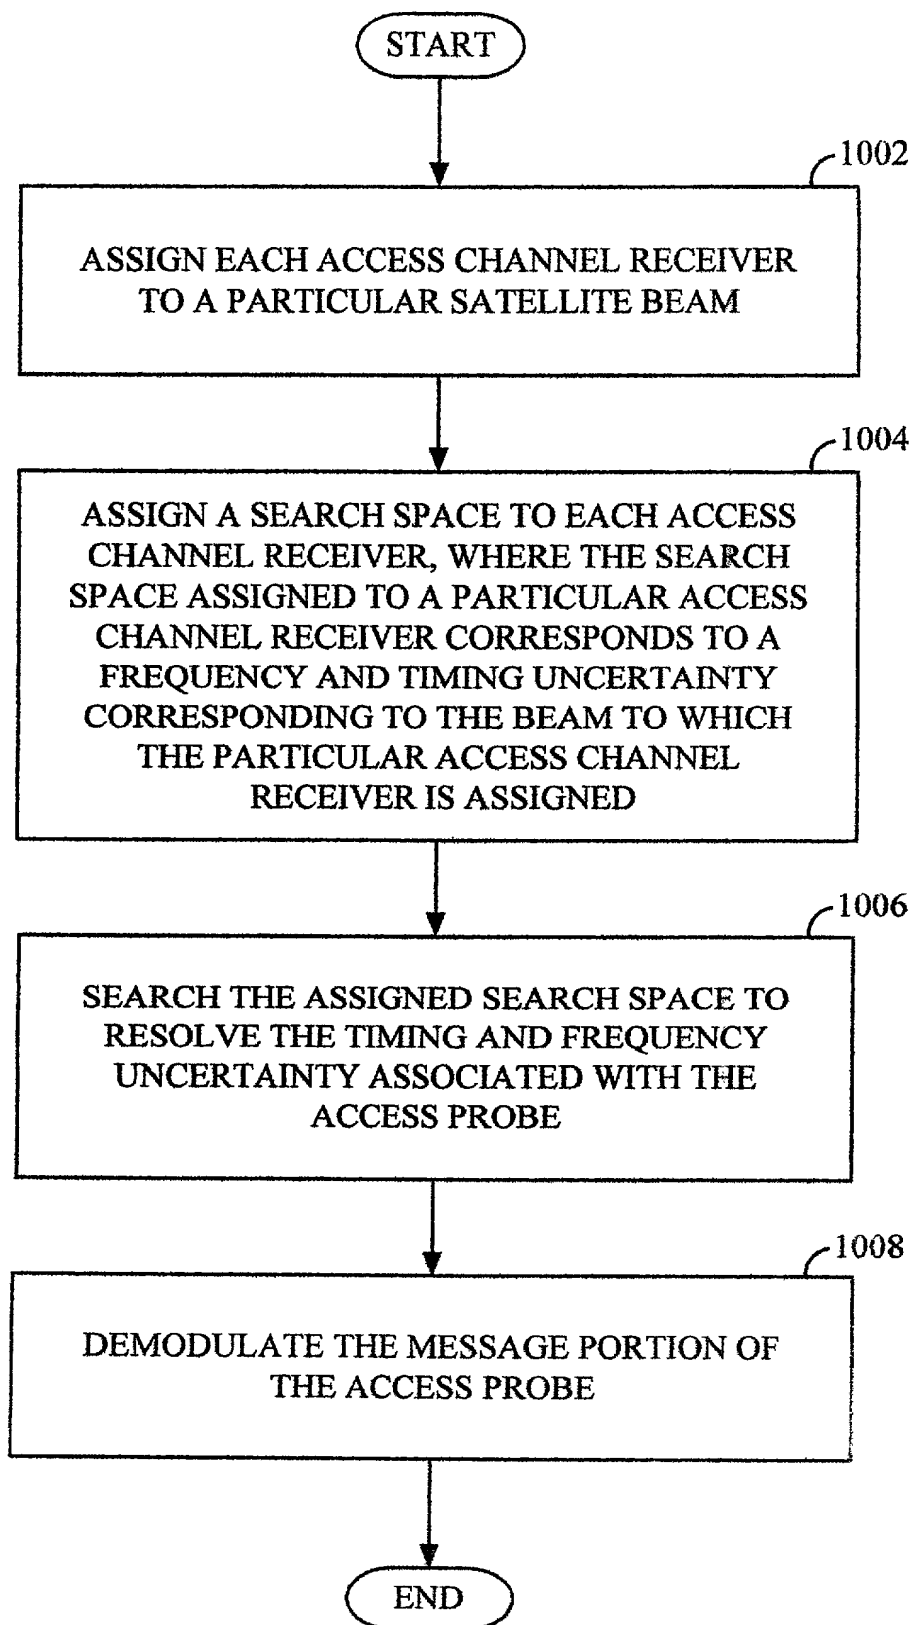 START
1002
ASSIGN EACH ACCESS CHANNEL RECEIVER
TO A PARTICULAR SATELLITE BEAM
1004
ASSIGN A SEARCH SPACE TO EACH ACCESS
CHANNEL RECEIVER, WHERE THE SEARCH
SPACE ASSIGNED TO A PARTICULAR ACCESS
CHANNEL RECEIVER CORRESPONDS TO A
FREQUENCY AND TIMING UNCERTAINTY
CORRESPONDING TO THE BEAM TO WHICH
THE PARTICULAR ACCESS CHANNEL
RECEIVER IS ASSIGNED
1006
SEARCH THE ASSIGNED SEARCH SPACE TO
RESOLVE THE TIMING AND FREQUENCY
UNCERTAINTY ASSOCIATED WITH THE
ACCESS PROBE
1008
DEMODULATE THE MESSAGE PORTION OF
THE ACCESS PROBE
END